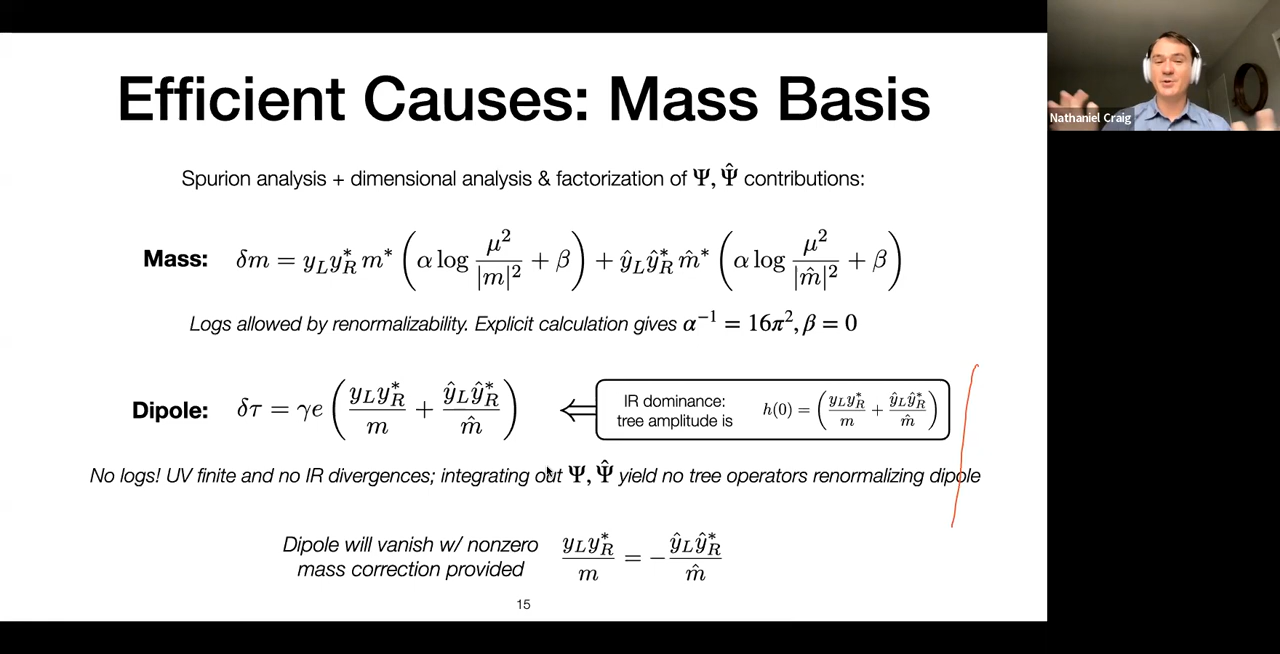 Efficient Causes: Mass Basis
Nathaniel Craig
Spurion analysis + dimensional analysis & factorization of Ψ, Ψ̂ contributions:
Mass: δm = y_L y_R^* m^* (α log μ²/|m|² + β) + ŷ_L ŷ_R^* m̂^* (α log μ²/|m̂|² + β)
Logs allowed by renormalizability. Explicit calculation gives α⁻¹ = 16π², β = 0
Dipole: δτ = γe (y_L y_R^*/m + ŷ_L ŷ_R^*/m̂) ⇐ IR dominance: tree amplitude is h(0) = (y_L y_R^*/m + ŷ_L ŷ_R^*/m̂)
No logs! UV finite and no IR divergences; integrating out Ψ, Ψ̂ yield no tree operators renormalizing dipole
Dipole will vanish w/ nonzero
mass correction provided y_L y_R^*/m = − ŷ_L ŷ_R^*/m̂
15